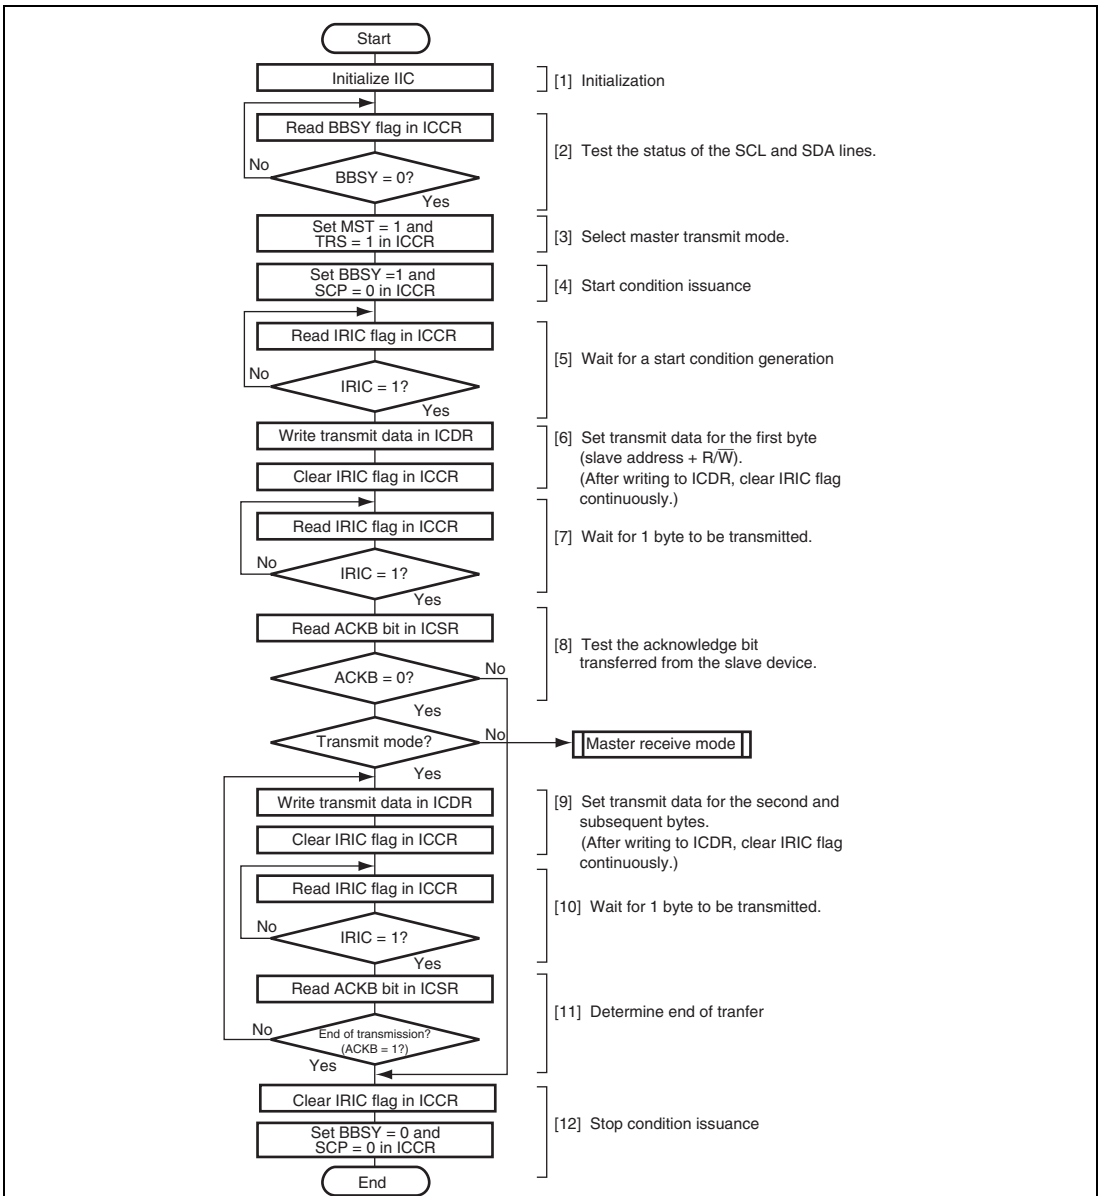 Start
Initialize IIC
[1] Initialization
Read BBSY flag in ICCR
[2] Test the status of the SCL and SDA lines.
No
BBSY = 0?
Yes
Set MST = 1 and
TRS = 1 in ICCR
[3] Select master transmit mode.
Set BBSY =1 and
SCP = 0 in ICCR
[4] Start condition issuance
Read IRIC flag in ICCR
[5] Wait for a start condition generation
No
IRIC = 1?
Yes
Write transmit data in ICDR
[6] Set transmit data for the first byte
(slave address + R/W̅).
Clear IRIC flag in ICCR
(After writing to ICDR, clear IRIC flag
continuously.)
Read IRIC flag in ICCR
[7] Wait for 1 byte to be transmitted.
No
IRIC = 1?
Yes
Read ACKB bit in ICSR
[8] Test the acknowledge bit
transferred from the slave device.
ACKB = 0?
No
Yes
Transmit mode?
No
Master receive mode
Yes
Write transmit data in ICDR
[9] Set transmit data for the second and
subsequent bytes.
Clear IRIC flag in ICCR
(After writing to ICDR, clear IRIC flag
continuously.)
Read IRIC flag in ICCR
[10] Wait for 1 byte to be transmitted.
No
IRIC = 1?
Yes
Read ACKB bit in ICSR
[11] Determine end of tranfer
No
End of transmission?
(ACKB = 1?)
Yes
Clear IRIC flag in ICCR
[12] Stop condition issuance
Set BBSY = 0 and
SCP = 0 in ICCR
End